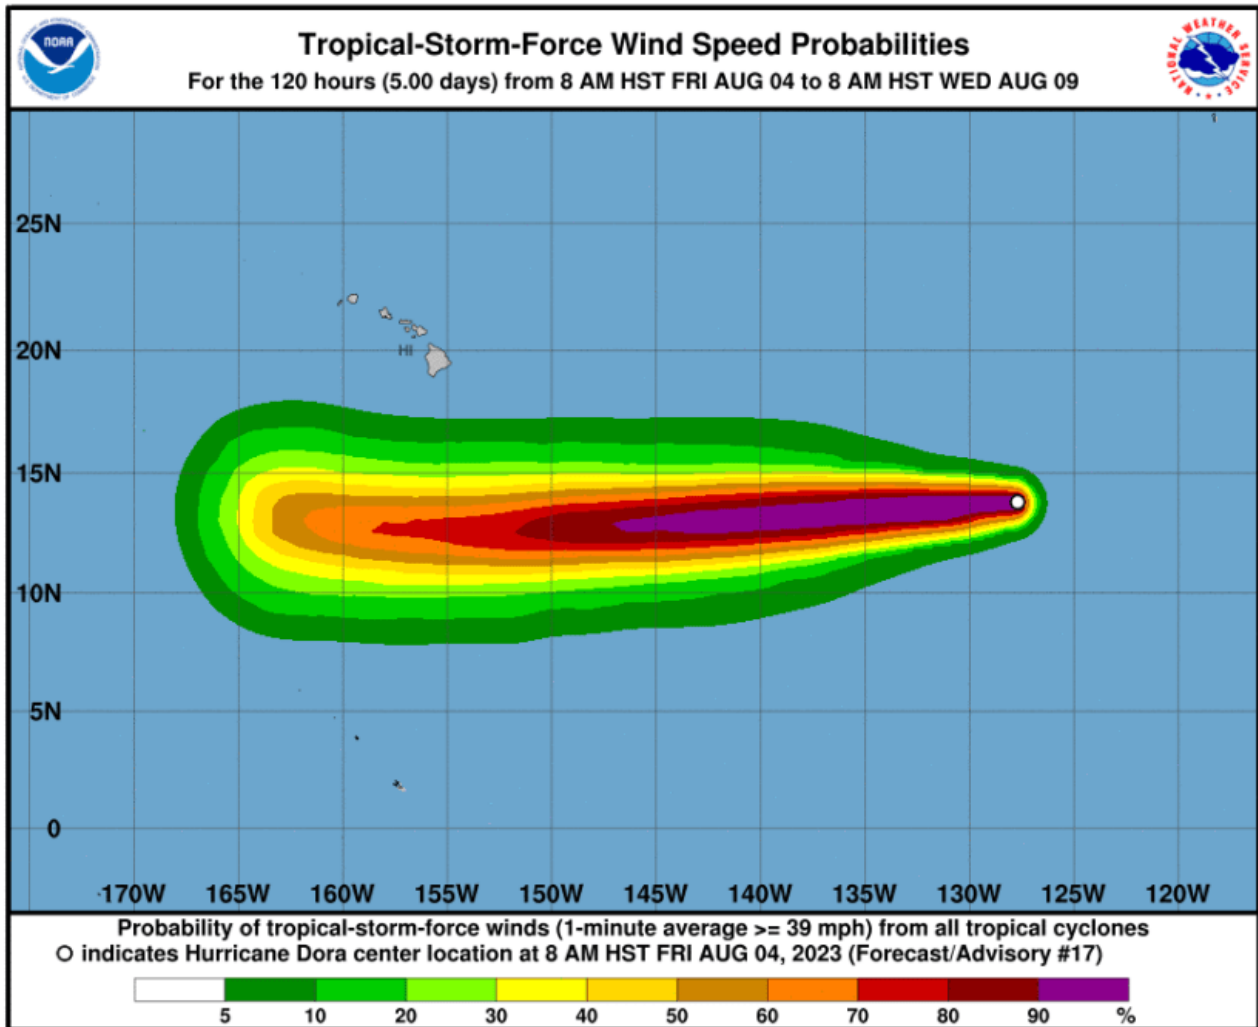 NOAA
Tropical-Storm-Force Wind Speed Probabilities
For the 120 hours (5.00 days) from 8 AM HST FRI AUG 04 to 8 AM HST WED AUG 09
NATIONAL WEATHER SERVICE
25N
20N
HI
15N
10N
5N
0
170W 165W 160W 155W 150W 145W 140W 135W 130W 125W 120W
Probability of tropical-storm-force winds (1-minute average >= 39 mph) from all tropical cyclones
O indicates Hurricane Dora center location at 8 AM HST FRI AUG 04, 2023 (Forecast/Advisory #17)
5 10 20 30 40 50 60 70 80 90 %